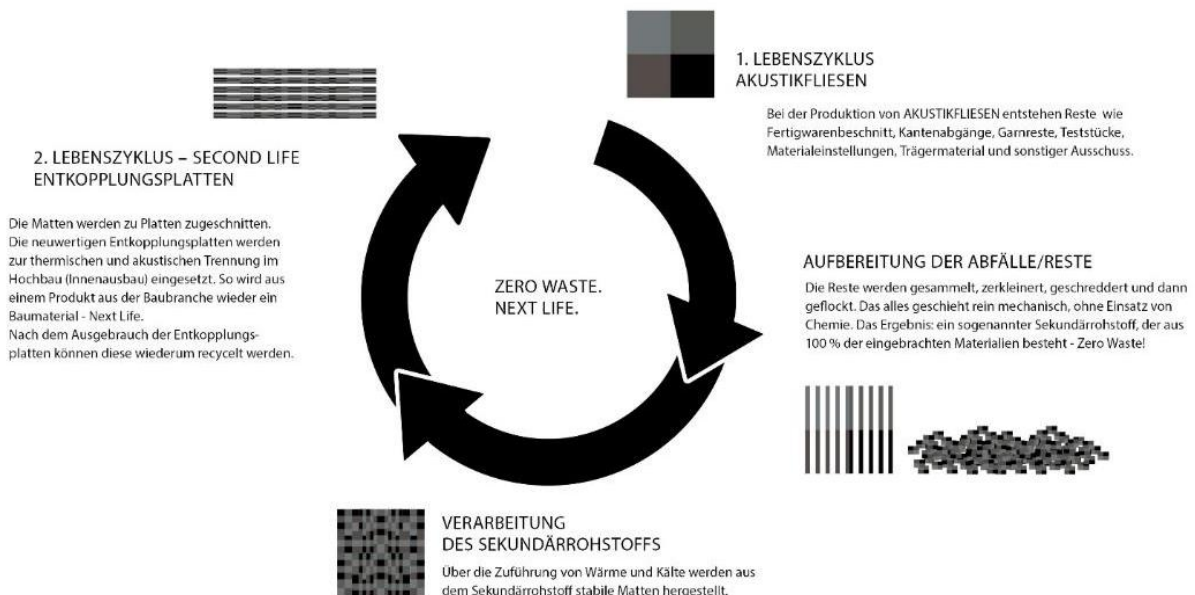 1. LEBENSZYKLUS
AKUSTIKFLIESEN
Bei der Produktion von AKUSTIKFLIESEN entstehen Reste wie
Fertigwarenbeschnitt, Kantenabgänge, Garnreste, Teststücke,
Materialeinstellungen, Trägermaterial und sonstiger Ausschuss.
AUFBEREITUNG DER ABFÄLLE/RESTE
Die Reste werden gesammelt, zerkleinert, geschreddert und dann
geflockt. Das alles geschieht rein mechanisch, ohne Einsatz von
Chemie. Das Ergebnis: ein sogenannter Sekundärrohstoff, der aus
100 % der eingebrachten Materialien besteht - Zero Waste!
VERARBEITUNG
DES SEKUNDÄRROHSTOFFS
Über die Zuführung von Wärme und Kälte werden aus
dem Sekundärrohstoff stabile Matten hergestellt.
2. LEBENSZYKLUS – SECOND LIFE
ENTKOPPLUNGSPLATTEN
Die Matten werden zu Platten zugeschnitten.
Die neuwertigen Entkopplungsplatten werden
zur thermischen und akustischen Trennung im
Hochbau (Innenausbau) eingesetzt. So wird aus
einem Produkt aus der Baubranche wieder ein
Baumaterial - Next Life.
Nach dem Ausgebrauch der Entkopplungs-
platten können diese wiederum recycelt werden.
ZERO WASTE.
NEXT LIFE.